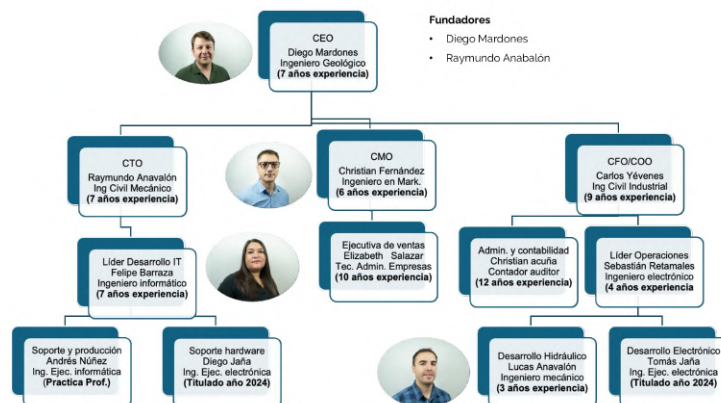 CEO
Diego Mardones
Ingeniero Geológico
(7 años experiencia)
Fundadores
• Diego Mardones
• Raymundo Anabalón
CTO
Raymundo Anavalón
Ing Civil Mecánico
(7 años experiencia)
CMO
Christian Fernández
Ingeniero en Mark.
(6 años experiencia)
CFO/COO
Carlos Yévenes
Ing Civil Industrial
(9 años experiencia)
Líder Desarrollo IT
Felipe Barraza
Ingeniero informático
(7 años experiencia)
Ejecutiva de ventas
Elizabeth Salazar
Tec. Admin. Empresas
(10 años experiencia)
Admin. y contabilidad
Christian acuña
Contador auditor
(12 años experiencia)
Líder Operaciones
Sebastián Retamales
Ingeniero electrónico
(4 años experiencia
Soporte y producción
Andrés Núñez
Ing. Ejec. informática
(Practica Prof.)
Soporte hardware
Diego Jaña
Ing. Ejec. electrónica
(Titulado año 2024)
Desarrollo Hidráulico
Lucas Anavalón
Ingeniero mecánico
(3 años experiencia)
Desarrollo Electrónico
Tomás Jaña
Ing. Ejec. electrónica
(Titulado año 2024)